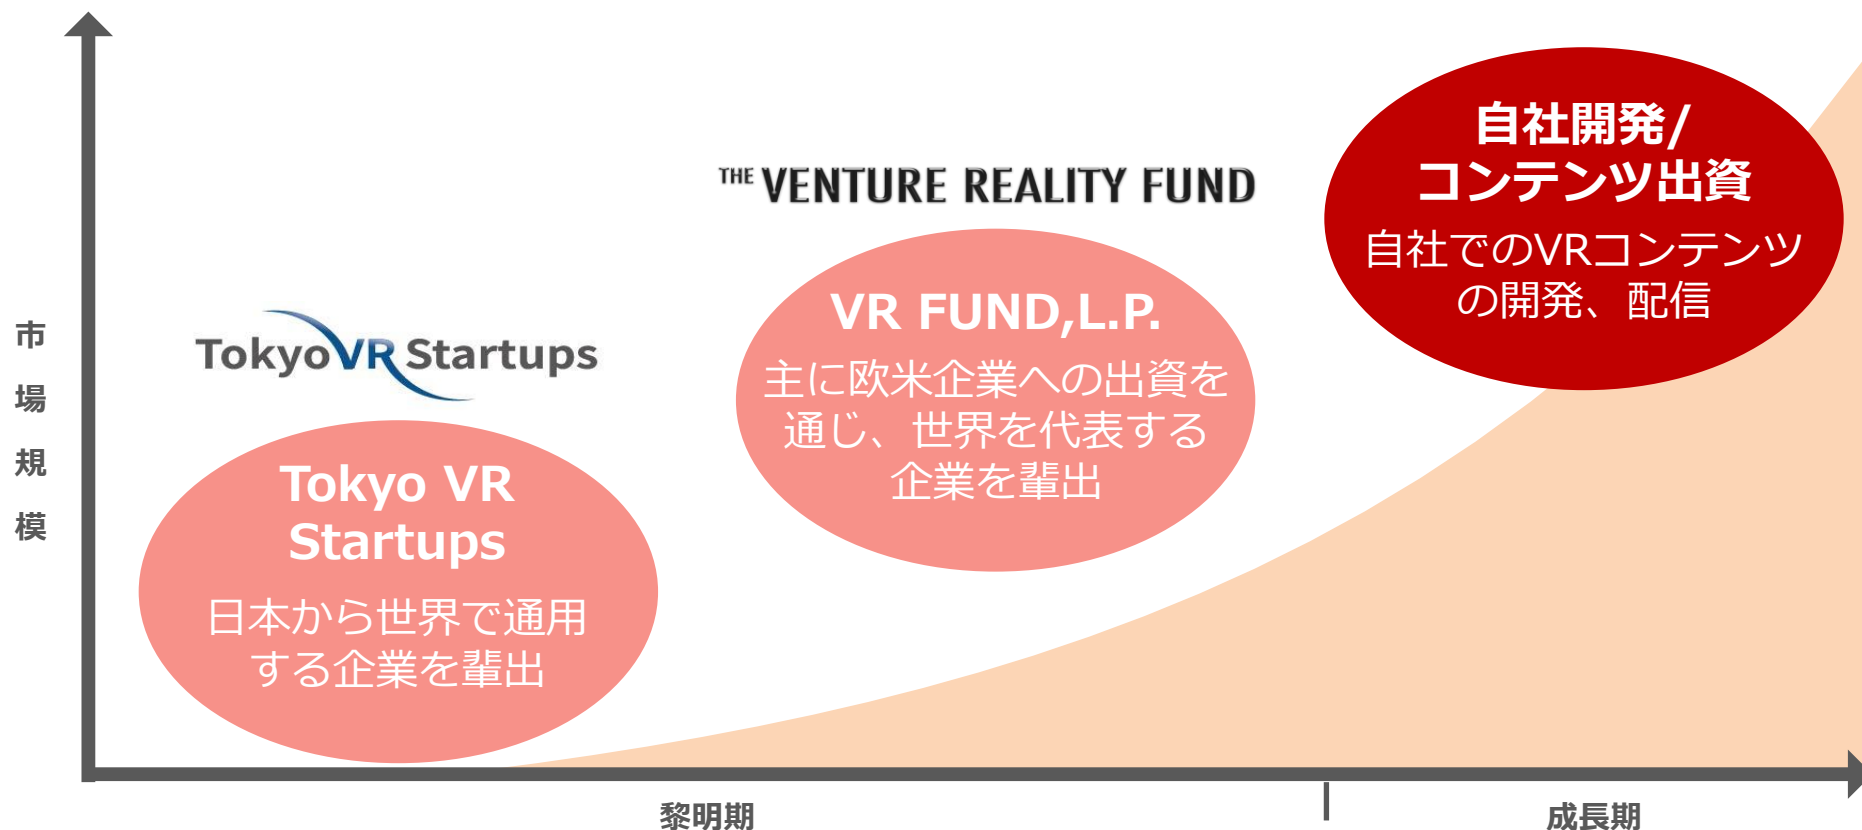 市場規模
Tokyo VR Startups
Tokyo VR
Startups
日本から世界で通用
する企業を輩出
THE VENTURE REALITY FUND
VR FUND,L.P.
主に欧米企業への出資を
通じ、世界を代表する
企業を輩出
自社開発/
コンテンツ出資
自社でのVRコンテンツ
の開発、配信
黎明期
成長期